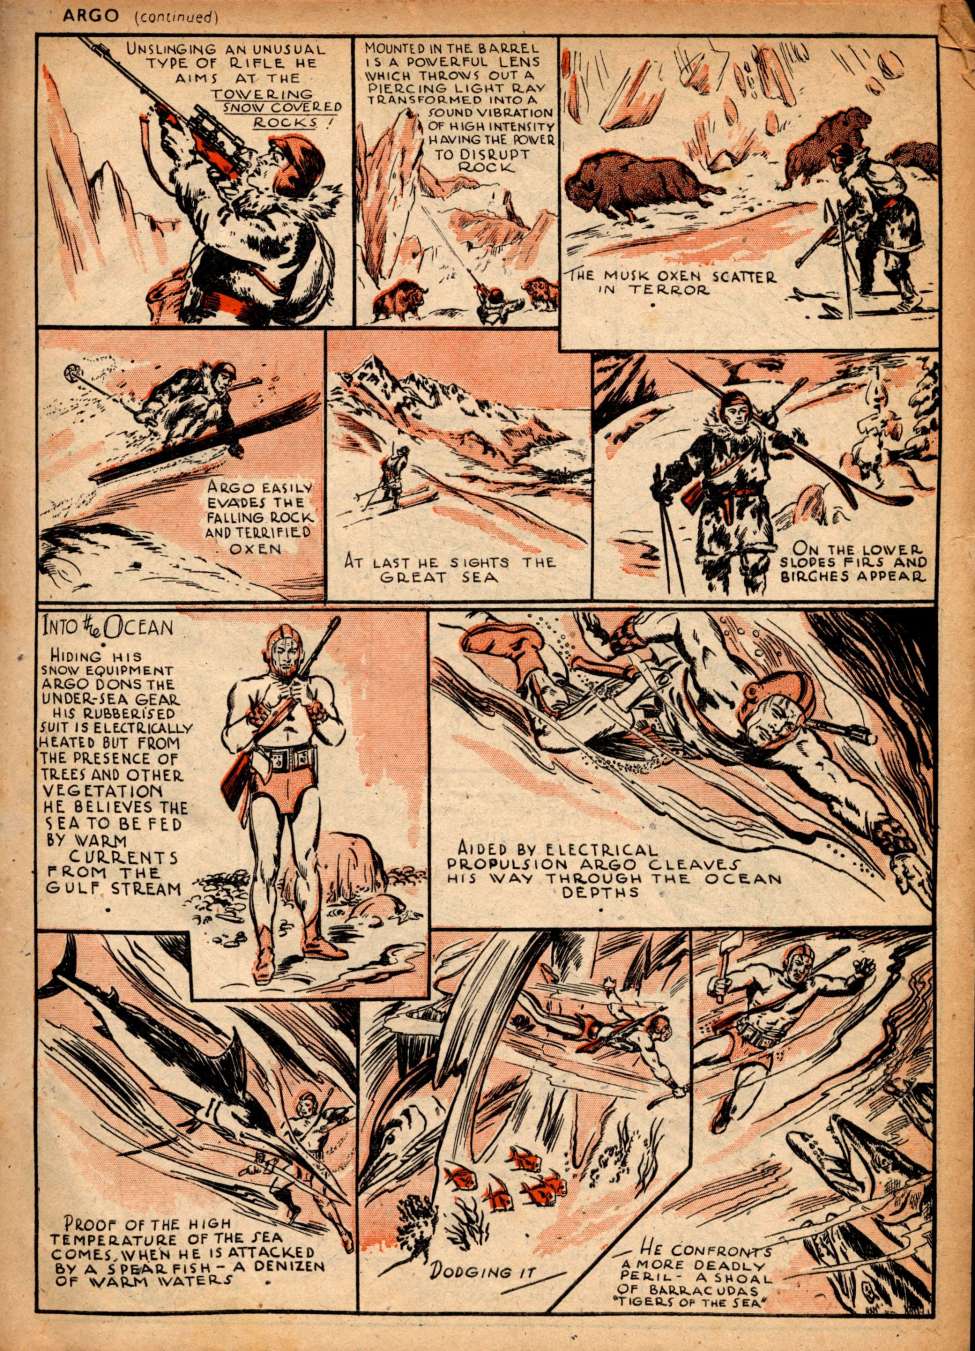 ARGO (continued)
UNSLINGING AN UNUSUAL
TYPE OF RIFLE HE
AIMS AT THE
TOWERING
SNOW COVERED
ROCKS!
MOUNTED IN THE BARREL
IS A POWERFUL LENS
WHICH THROWS OUT A
PIERCING LIGHT RAY
TRANSFORMED INTO A
SOUND VIBRATION
OF HIGH INTENSITY
HAVING THE POWER
TO DISRUPT
ROCK
THE MUSK OXEN SCATTER
IN TERROR
ARGO EASILY
EVADES THE
FALLING ROCK
AND TERRIFIED
OXEN
AT LAST HE SIGHTS THE
GREAT SEA
ON THE LOWER
SLOPES FIRS AND
BIRCHES APPEAR
INTO the OCEAN
HIDING HIS
SNOW EQUIPMENT
ARGO DONS THE
UNDER-SEA GEAR
HIS RUBBERISED
SUIT IS ELECTRICALLY
HEATED BUT FROM
THE PRESENCE OF
TREES AND OTHER
VEGETATION
HE BELIEVES THE
SEA TO BE FED
BY WARM
CURRENTS
FROM THE
GULF STREAM
AIDED BY ELECTRICAL
PROPULSION ARGO CLEAVES
HIS WAY THROUGH THE OCEAN
DEPTHS
PROOF OF THE HIGH
TEMPERATURE OF THE SEA
COMES, WHEN HE IS ATTACKED
BY A SPEAR FISH – A DENIZEN
OF WARM WATERS
DODGING IT —
— HE CONFRONTS
A MORE DEADLY
PERIL – A SHOAL
OF BARRACUDAS
"TIGERS OF THE SEA"